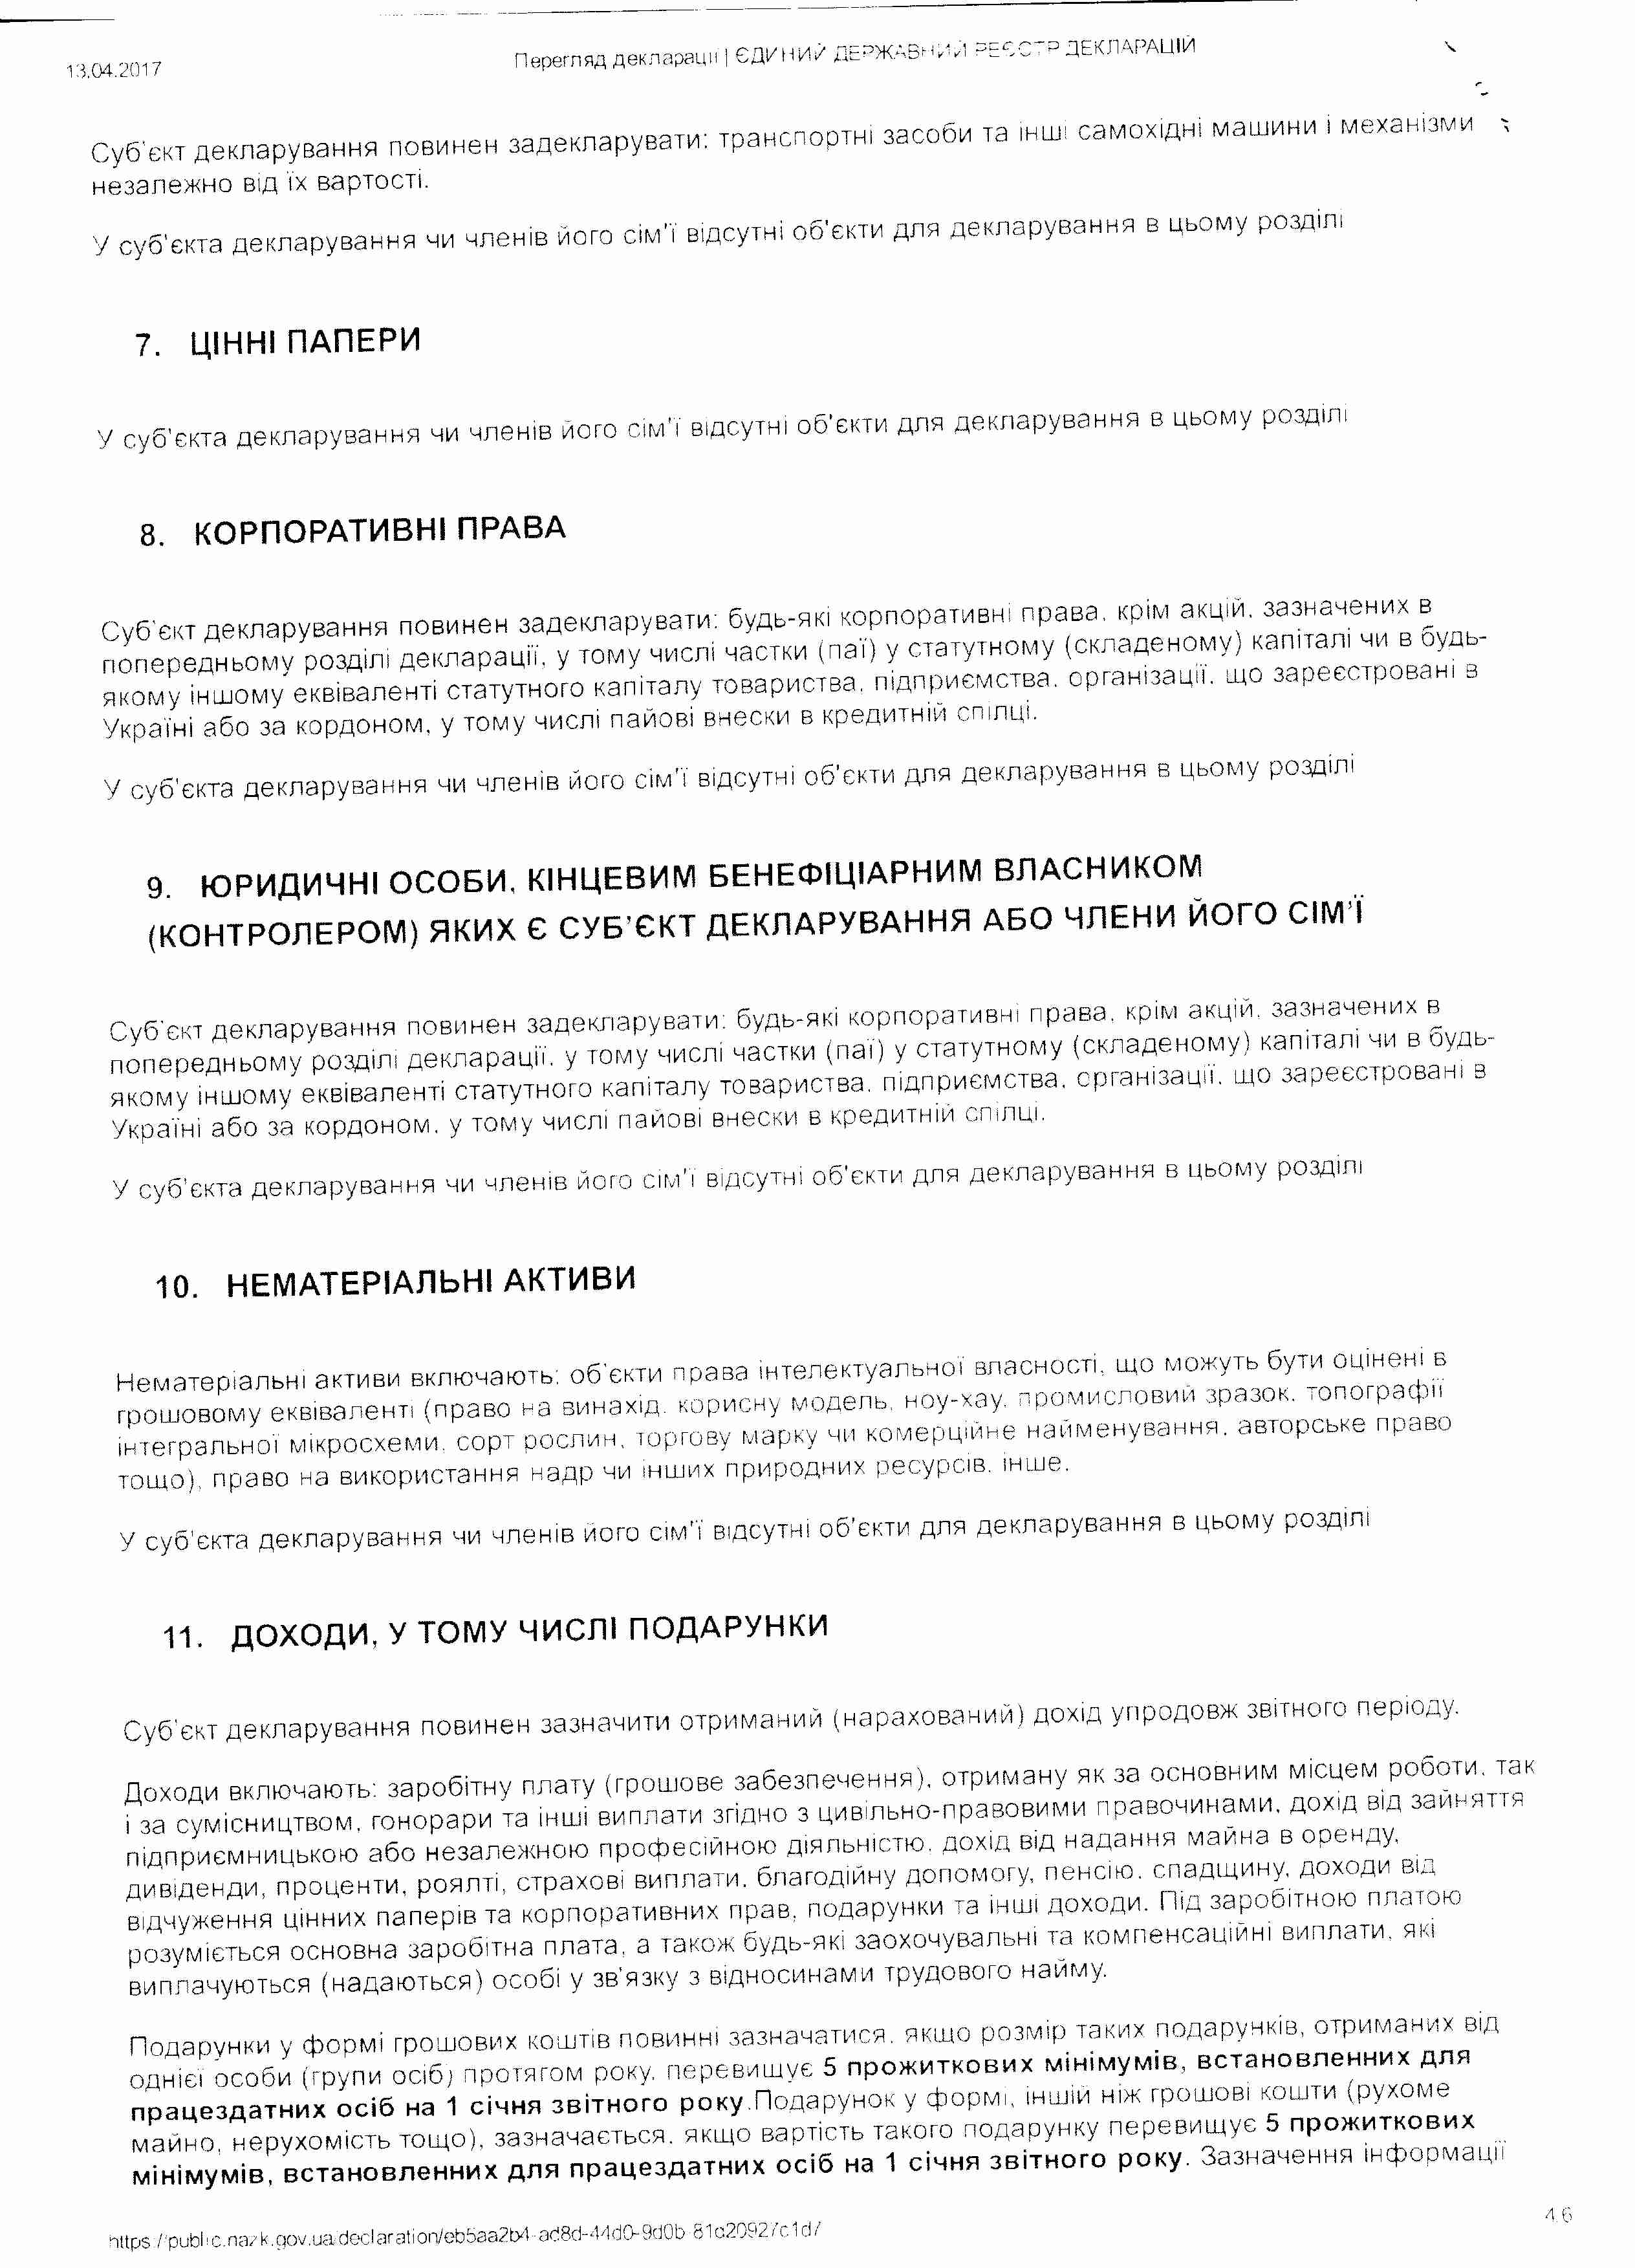 13.04.2017
Перегляд декларації | ЄДИНИЙ ДЕРЖАВНИЙ РЕЄСТР ДЕКЛАРАЦІЙ
Суб'єкт декларування повинен задекларувати: транспортні засоби та інші самохідні машини і механізми
незалежно від їх вартості.
У суб'єкта декларування чи членів його сім'ї відсутні об'єкти для декларування в цьому розділі
7. ЦІННІ ПАПЕРИ
У суб'єкта декларування чи членів його сім'ї відсутні об'єкти для декларування в цьому розділі
8. КОРПОРАТИВНІ ПРАВА
Суб'єкт декларування повинен задекларувати: будь-які корпоративні права, крім акцій, зазначених в
попередньому розділі декларації, у тому числі частки (паї) у статутному (складеному) капіталі чи в будь-
якому іншому еквіваленті статутного капіталу товариства, підприємства, організації, що зареєстровані в
Україні або за кордоном, у тому числі пайові внески в кредитній спілці.
У суб'єкта декларування чи членів його сім'ї відсутні об'єкти для декларування в цьому розділі
9. ЮРИДИЧНІ ОСОБИ, КІНЦЕВИМ БЕНЕФІЦІАРНИМ ВЛАСНИКОМ
(КОНТРОЛЕРОМ) ЯКИХ Є СУБ'ЄКТ ДЕКЛАРУВАННЯ АБО ЧЛЕНИ ЙОГО СІМ'Ї
Суб'єкт декларування повинен задекларувати: будь-які корпоративні права, крім акцій, зазначених в
попередньому розділі декларації, у тому числі частки (паї) у статутному (складеному) капіталі чи в будь-
якому іншому еквіваленті статутного капіталу товариства, підприємства, організації, що зареєстровані в
Україні або за кордоном, у тому числі пайові внески в кредитній спілці.
У суб'єкта декларування чи членів його сім'ї відсутні об'єкти для декларування в цьому розділі
10. НЕМАТЕРІАЛЬНІ АКТИВИ
Нематеріальні активи включають: об'єкти права інтелектуальної власності, що можуть бути оцінені в
грошовому еквіваленті (право на винахід, корисну модель, ноу-хау, промисловий зразок, топографії
інтегральної мікросхеми, сорт рослин, торгову марку чи комерційне найменування, авторське право
тощо), право на використання надр чи інших природних ресурсів, інше.
У суб'єкта декларування чи членів його сім'ї відсутні об'єкти для декларування в цьому розділі
11. ДОХОДИ, У ТОМУ ЧИСЛІ ПОДАРУНКИ
Суб'єкт декларування повинен зазначити отриманий (нарахований) дохід упродовж звітного періоду.
Доходи включають: заробітну плату (грошове забезпечення), отриману як за основним місцем роботи, так
і за сумісництвом, гонорари та інші виплати згідно з цивільно-правовими правочинами, дохід від зайняття
підприємницькою або незалежною професійною діяльністю, дохід від надання майна в оренду,
дивіденди, проценти, роялті, страхові виплати, благодійну допомогу, пенсію, спадщину, доходи від
відчуження цінних паперів та корпоративних прав, подарунки та інші доходи. Під заробітною платою
розуміється основна заробітна плата, а також будь-які заохочувальні та компенсаційні виплати, які
виплачуються (надаються) особі у зв'язку з відносинами трудового найму.
Подарунки у формі грошових коштів повинні зазначатися, якщо розмір таких подарунків, отриманих від
однієї особи (групи осіб) протягом року, перевищує 5 прожиткових мінімумів, встановленних для
працездатних осіб на 1 січня звітного року.Подарунок у формі, іншій ніж грошові кошти (рухоме
майно, нерухомість тощо), зазначається, якщо вартість такого подарунку перевищує 5 прожиткових
мінімумів, встановленних для працездатних осіб на 1 січня звітного року. Зазначення інформації
https://public.nazk.gov.ua/declaration/eb5aa2b4-ad8d-44d0-9d0b-81c20927c1d/
4/6